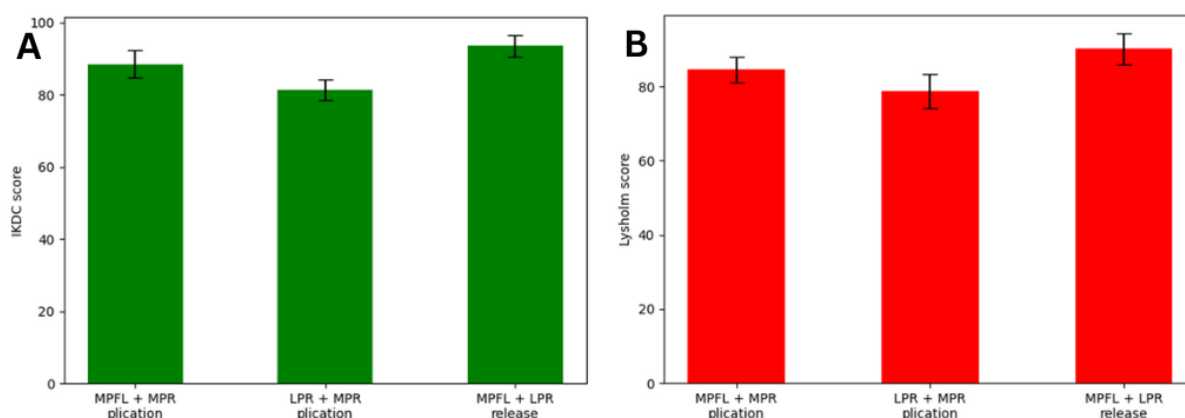 A
100
80
60
40
20
0
IKDC score
MPFL + MPR
plication
LPR + MPR
plication
MPFL + LPR
release
B
80
60
40
20
0
Lysholm score
MPFL + MPR
plication
LPR + MPR
plication
MPFL + LPR
release